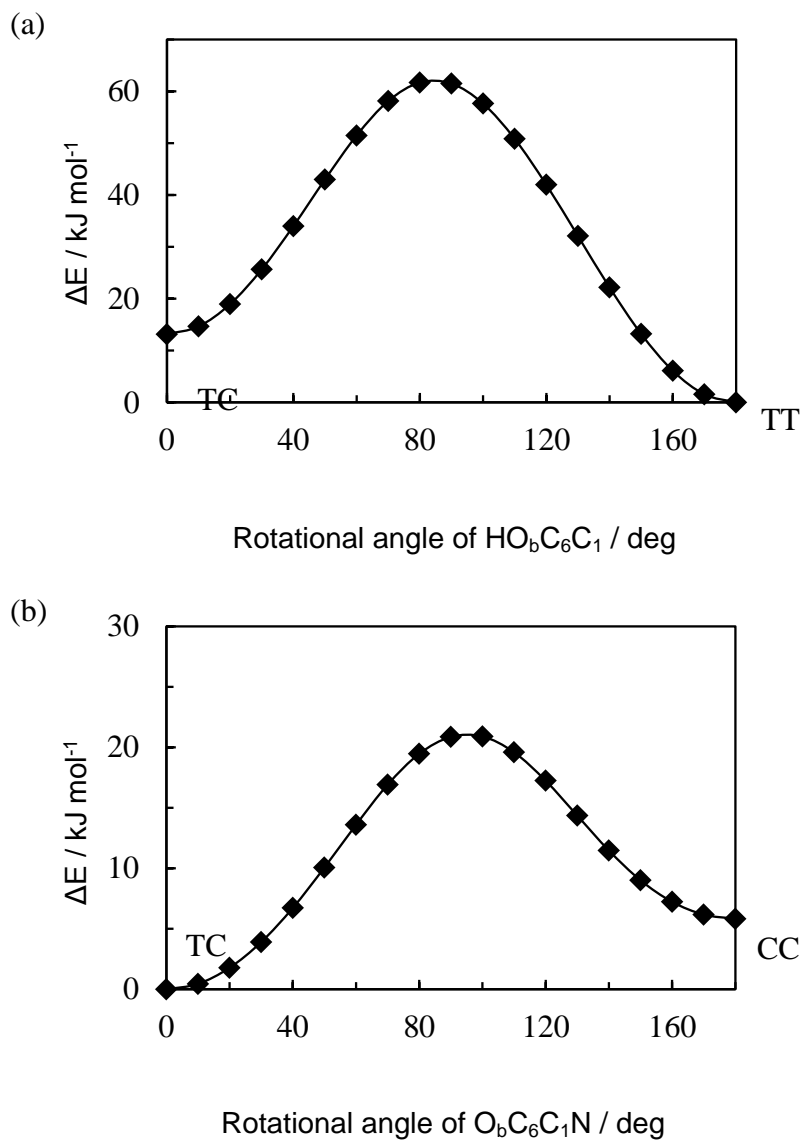 (a)
60
40
20
0
ΔE / kJ mol-1
TC
TT
0 40 80 120 160
Rotational angle of HObC6C1 / deg
(b)
30
20
10
0
ΔE / kJ mol-1
TC
CC
0 40 80 120 160
Rotational angle of ObC6C1N / deg